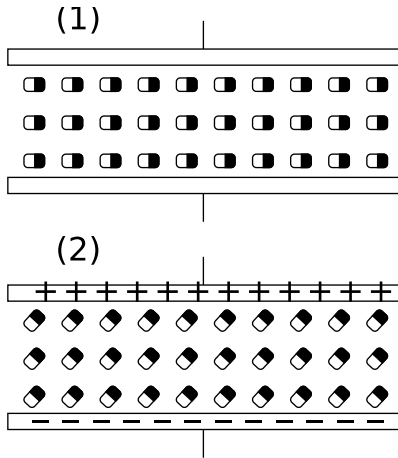 (1)
(2)
+ + + + + + + + + + + +
− − − − − − − − − − − −